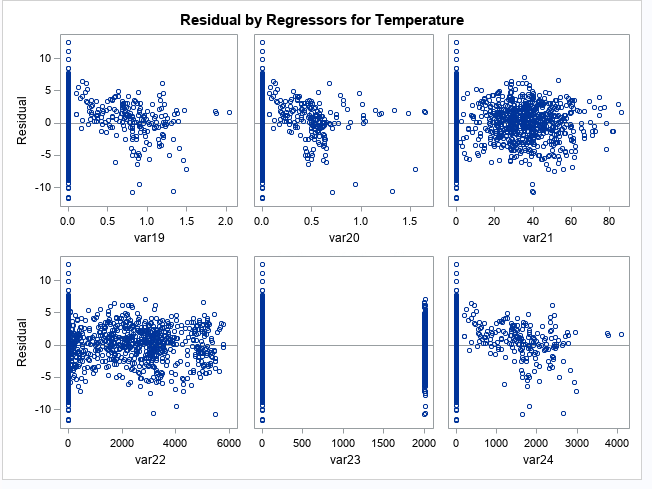 Residual by Regressors for Temperature
Residual
10
5
0
-5
-10
0.0 0.5 1.0 1.5 2.0
var19
0.0 0.5 1.0 1.5
var20
0 20 40 60 80
var21
Residual
10
5
0
-5
-10
0 2000 4000 6000
var22
0 500 1000 1500 2000
var23
0 1000 2000 3000 4000
var24